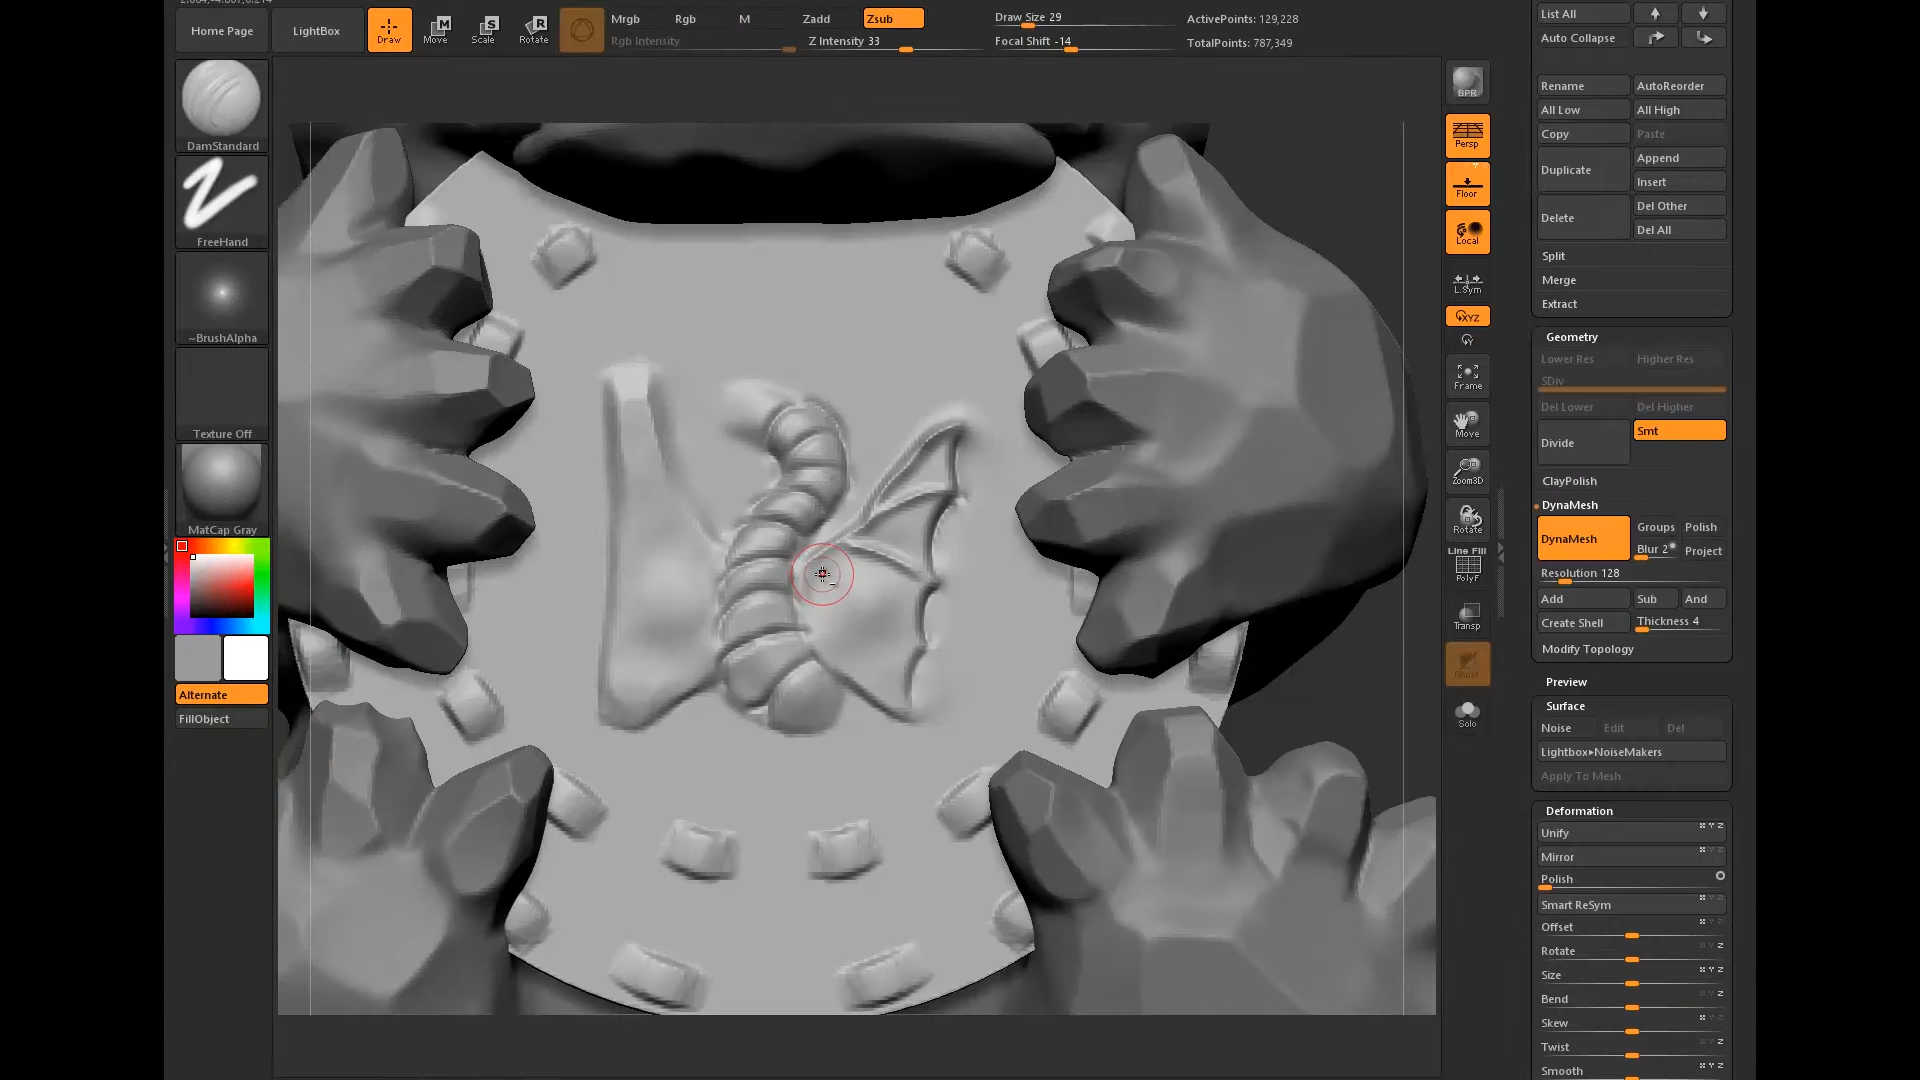 Home Page
LightBox
Draw
Move
Scale
Rotate
Mrgb
Rgb
M
Zadd
Zsub
Rgb Intensity
Z Intensity 33
Draw Size 29
Focal Shift -14
ActivePoints: 129,228
TotalPoints: 787,349
DamStandard
FreeHand
~BrushAlpha
Texture Off
MatCap Gray
Alternate
FillObject
BPR
Persp
Floor
Local
L.Sym
XYZ
Frame
Move
Zoom3D
Rotate
Line Fill
PolyF
Transp
Ghost
Solo
List All
Auto Collapse
Rename
AutoReorder
All Low
All High
Copy
Paste
Duplicate
Append
Insert
Delete
Del Other
Del All
Split
Merge
Extract
Geometry
Lower Res
Higher Res
SDiv
Del Lower
Del Higher
Divide
Smt
ClayPolish
DynaMesh
DynaMesh
Groups
Polish
Blur 2
Project
Resolution 128
Add
Sub
And
Create Shell
Thickness 4
Modify Topology
Preview
Surface
Noise
Edit
Del
Lightbox▸NoiseMakers
Apply To Mesh
Deformation
Unify
Mirror
Polish
Smart ReSym
Offset
Rotate
Size
Bend
Skew
Twist
Smooth